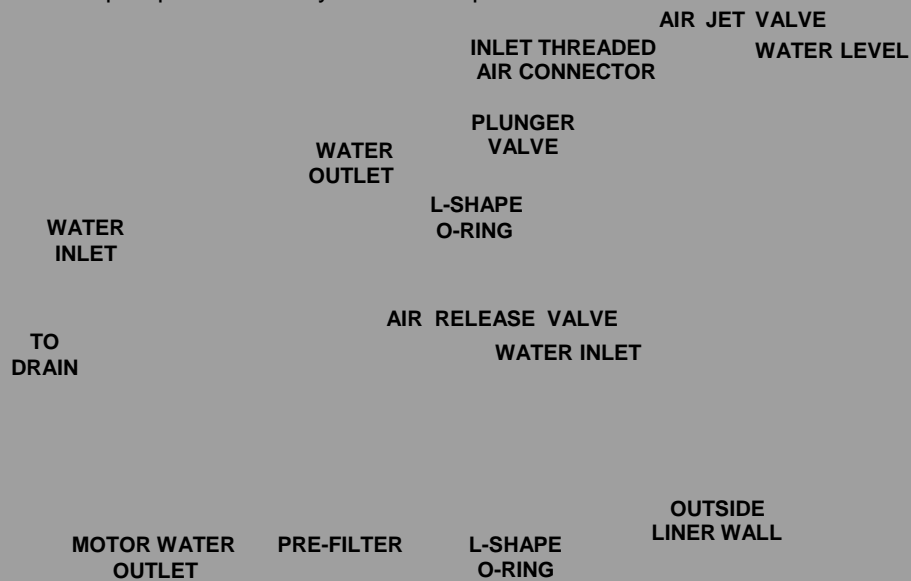 AIR JET VALVE
INLET THREADED
AIR CONNECTOR
WATER LEVEL
PLUNGER
VALVE
WATER
OUTLET
L-SHAPE
O-RING
WATER
INLET
AIR RELEASE VALVE
WATER INLET
TO
DRAIN
OUTSIDE
LINER WALL
MOTOR WATER
OUTLET
PRE-FILTER
L-SHAPE
O-RING